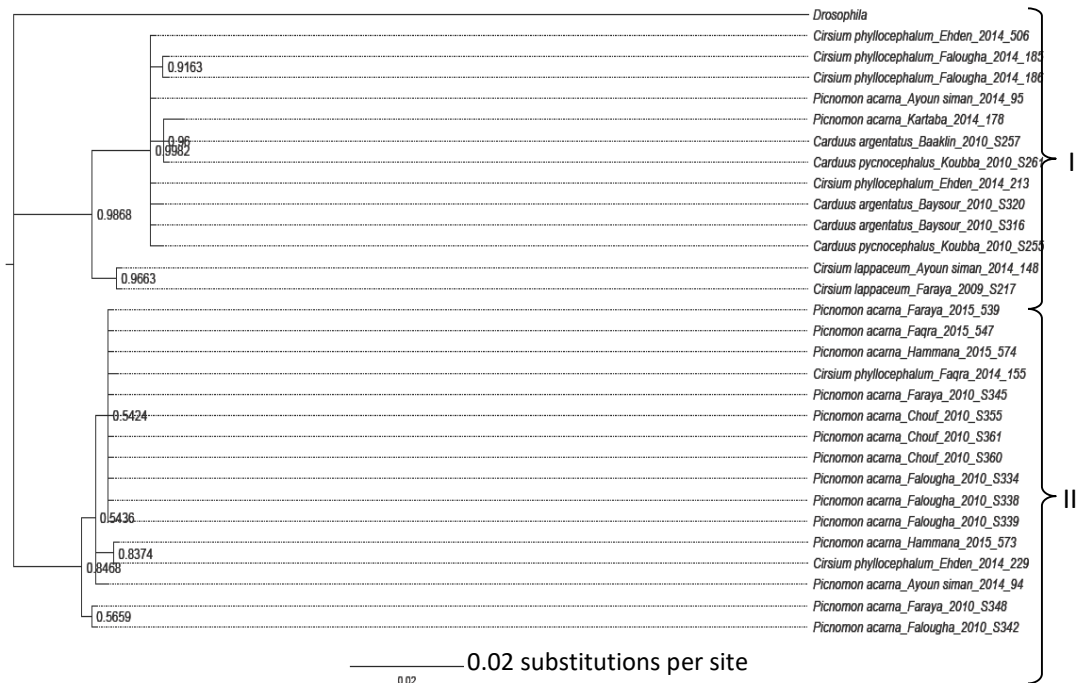 Drosophila
Cirsium phyllocephalum_Ehden_2014_506
Cirsium phyllocephalum_Falougha_2014_185
0.9163
Cirsium phyllocephalum_Falougha_2014_186
Picnomon acarna_Ayoun siman_2014_95
Picnomon acarna_Kartaba_2014_178
0.96
Carduus argentatus_Baaklin_2010_S257
0.9982
Carduus pycnocephalus_Koubba_2010_S261
I
Cirsium phyllocephalum_Ehden_2014_213
Carduus argentatus_Baysour_2010_S320
0.9868
Carduus argentatus_Baysour_2010_S316
Carduus pycnocephalus_Koubba_2010_S255
Cirsium lappaceum_Ayoun siman_2014_148
0.9663
Cirsium lappaceum_Faraya_2009_S217
Picnomon acarna_Faraya_2015_539
Picnomon acarna_Faqra_2015_547
Picnomon acarna_Hammana_2015_574
Cirsium phyllocephalum_Faqra_2014_155
Picnomon acarna_Faraya_2010_S345
0.5424
Picnomon acarna_Chouf_2010_S355
Picnomon acarna_Chouf_2010_S361
Picnomon acarna_Chouf_2010_S360
Picnomon acarna_Falougha_2010_S334
II
Picnomon acarna_Falougha_2010_S338
0.5436
Picnomon acarna_Falougha_2010_S339
Picnomon acarna_Hammana_2015_573
0.8374
Cirsium phyllocephalum_Ehden_2014_229
0.8468
Picnomon acarna_Ayoun siman_2014_94
Picnomon acarna_Faraya_2010_S348
0.5659
Picnomon acarna_Falougha_2010_S342
0.02 substitutions per site
0.02